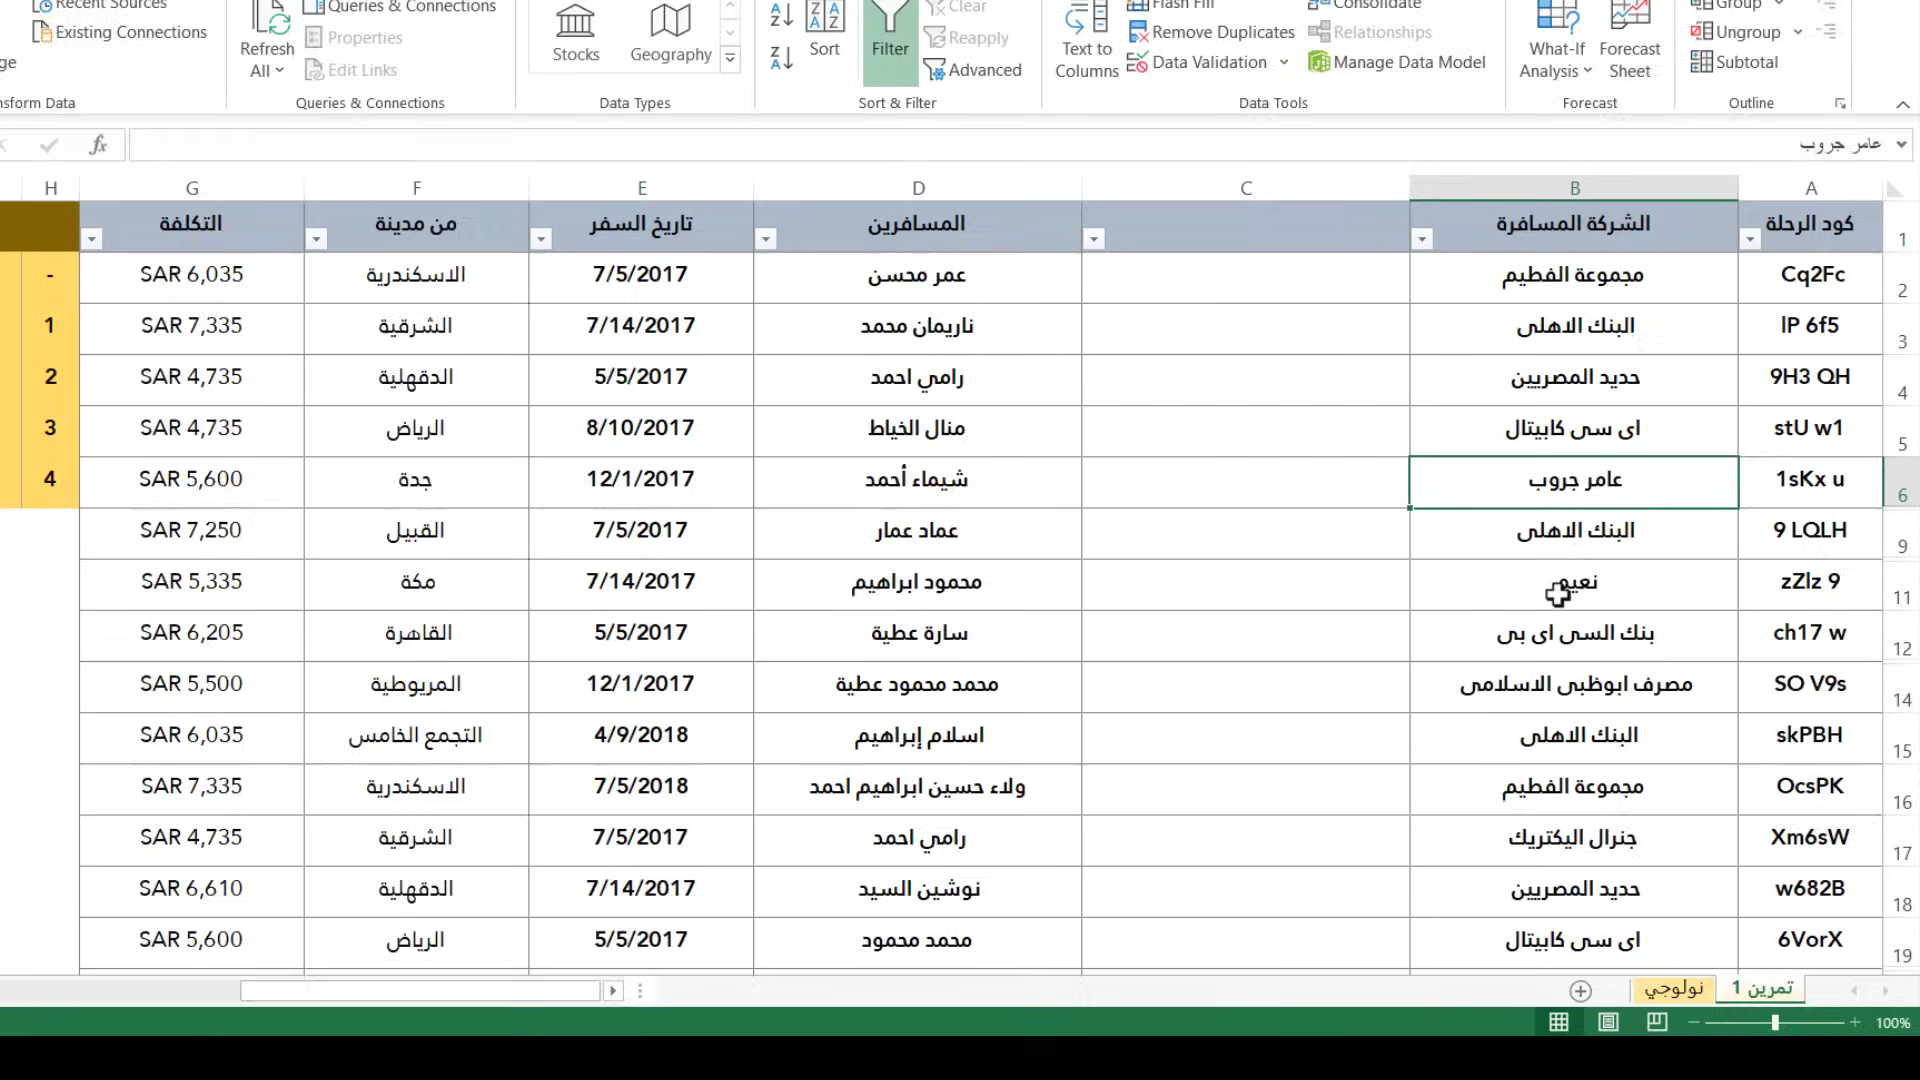 Recent Sources
Queries & Connections
Clear
Flash Fill
Consolidate
Group
Existing Connections
Refresh All
Properties
Edit Links
Stocks
Geography
Sort
Filter
Reapply
Advanced
Text to Columns
Remove Duplicates
Data Validation
Relationships
Manage Data Model
What-If Analysis
Forecast Sheet
Ungroup
Subtotal
Queries & Connections
Data Types
Sort & Filter
Data Tools
Forecast
Outline
fx
عامر جروب
A B C D E F G H
1 كود الرحلة الشركة المسافرة المسافرين تاريخ السفر من مدينة التكلفة
2 Cq2Fc مجموعة الفطيم عمر محسن 7/5/2017 الاسكندرية SAR 6,035 -
3 lP 6f5 البنك الاهلى ناريمان محمد 7/14/2017 الشرقية SAR 7,335 1
4 9H3 QH حديد المصريين رامي احمد 5/5/2017 الدقهلية SAR 4,735 2
5 stU w1 اى سى كابيتال منال الخياط 8/10/2017 الرياض SAR 4,735 3
6 1sKx u عامر جروب شيماء أحمد 12/1/2017 جدة SAR 5,600 4
9 9 LQLH البنك الاهلى عماد عمار 7/5/2017 القبيل SAR 7,250
11 zZlz 9 نعيم محمود ابراهيم 7/14/2017 مكة SAR 5,335
12 ch17 w بنك السى اى بى سارة عطية 5/5/2017 القاهرة SAR 6,205
14 SO V9s مصرف ابوظبى الاسلامى محمد محمود عطية 12/1/2017 المريوطية SAR 5,500
15 skPBH البنك الاهلى اسلام إبراهيم 4/9/2018 التجمع الخامس SAR 6,035
16 OcsPK مجموعة الفطيم ولاء حسين ابراهيم احمد 7/5/2018 الاسكندرية SAR 7,335
17 Xm6sW جنرال اليكتريك رامي احمد 7/5/2017 الشرقية SAR 4,735
18 w682B حديد المصريين نوشين السيد 7/14/2017 الدقهلية SAR 6,610
19 6VorX اى سى كابيتال محمد محمود 5/5/2017 الرياض SAR 5,600
تمرين 1 نولوجي
100%